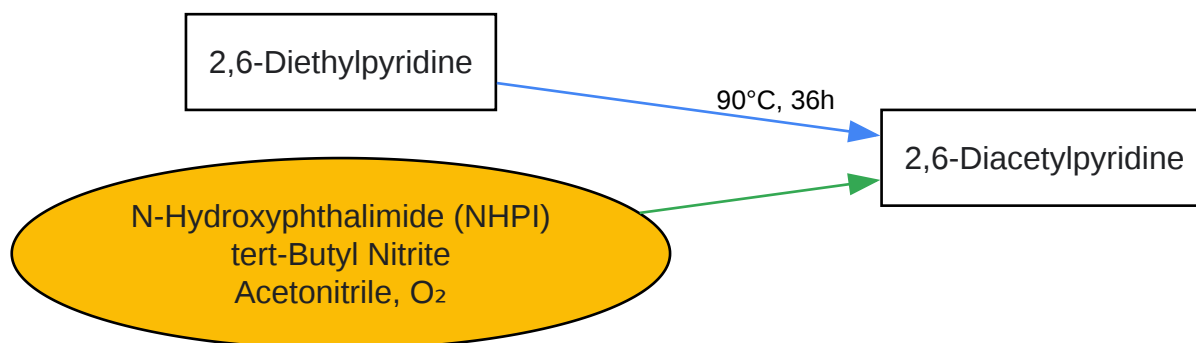 2,6-Diethylpyridine
90°C, 36h
2,6-Diacetylpyridine
N-Hydroxyphthalimide (NHPI)
tert-Butyl Nitrite
Acetonitrile, O₂